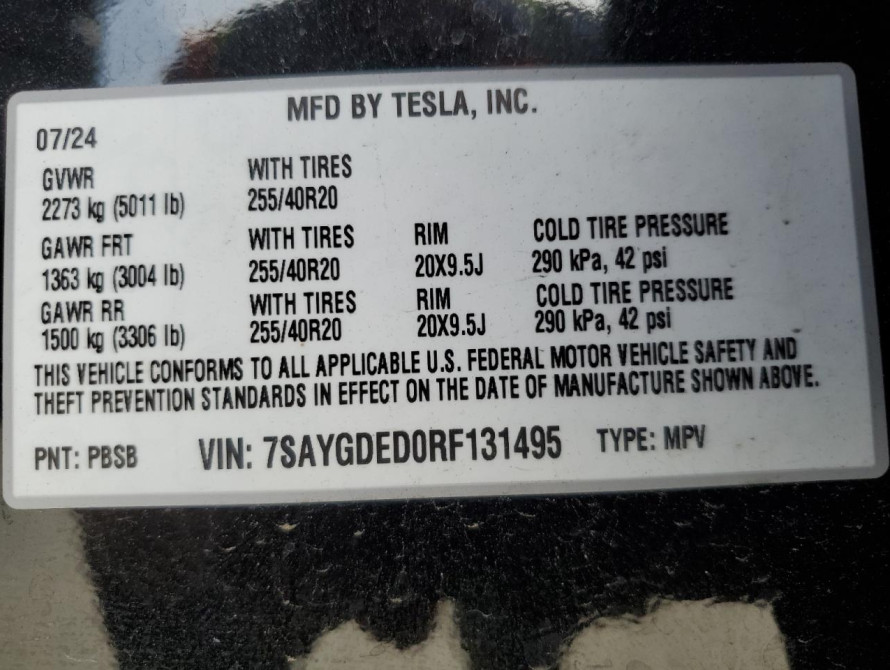 MFD BY TESLA, INC.
07/24
GVWR WITH TIRES
2273 kg (5011 lb) 255/40R20
GAWR FRT WITH TIRES RIM COLD TIRE PRESSURE
1363 kg (3004 lb) 255/40R20 20X9.5J 290 kPa, 42 psi
GAWR RR WITH TIRES RIM COLD TIRE PRESSURE
1500 kg (3306 lb) 255/40R20 20X9.5J 290 kPa, 42 psi
THIS VEHICLE CONFORMS TO ALL APPLICABLE U.S. FEDERAL MOTOR VEHICLE SAFETY AND
THEFT PREVENTION STANDARDS IN EFFECT ON THE DATE OF MANUFACTURE SHOWN ABOVE.
PNT: PBSB VIN: 7SAYGDED0RF131495 TYPE: MPV